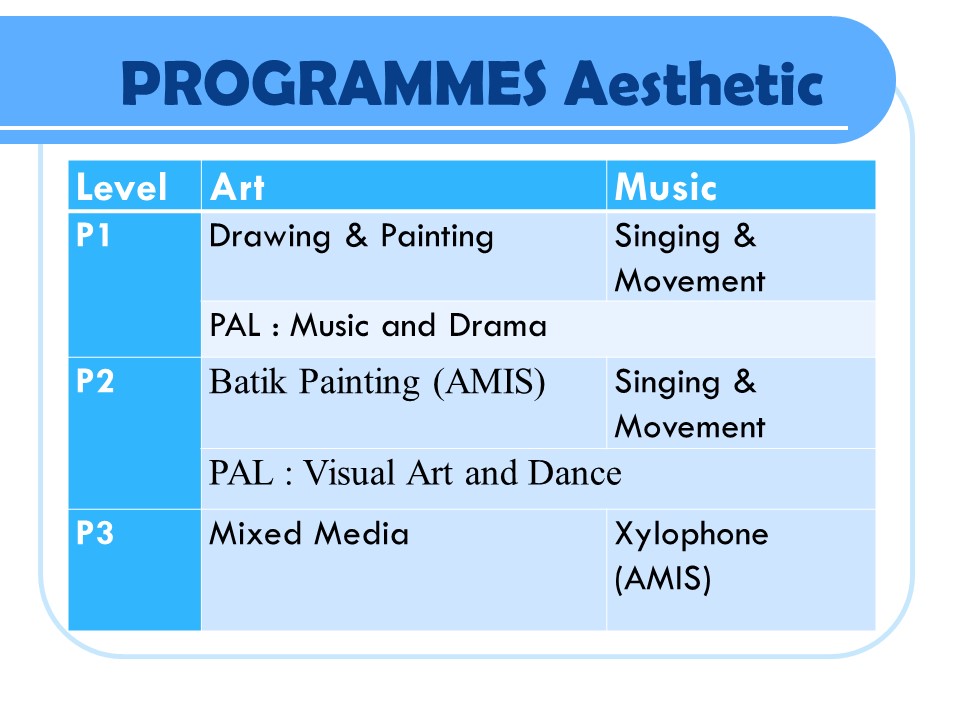 PROGRAMMES Aesthetic
Level Art Music
P1 Drawing & Painting Singing &
Movement
PAL : Music and Drama
P2 Batik Painting (AMIS) Singing &
Movement
PAL : Visual Art and Dance
P3 Mixed Media Xylophone
(AMIS)